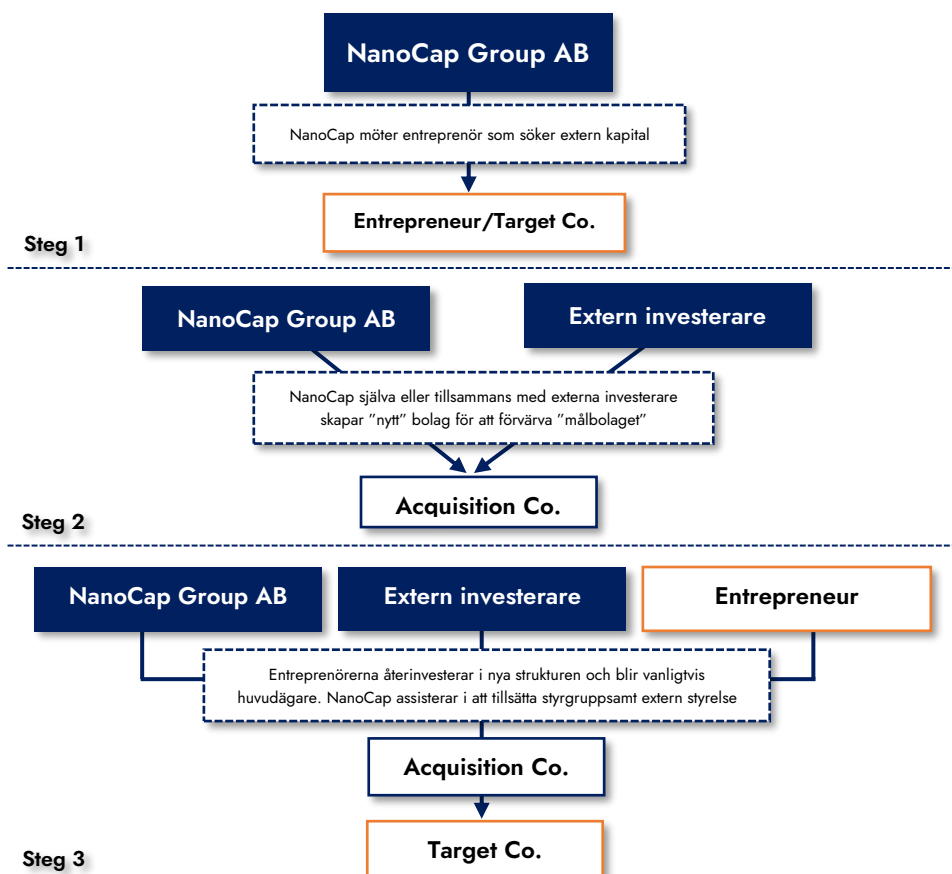 NanoCap Group AB
NanoCap möter entreprenör som söker extern kapital
Entrepreneur/Target Co.
Steg 1
NanoCap Group AB
Extern investerare
NanoCap själva eller tillsammans med externa investerare
skapar ”nytt” bolag för att förvärva ”målbolaget”
Acquisition Co.
Steg 2
NanoCap Group AB
Extern investerare
Entrepreneur
Entreprenörerna återinvesterar i nya strukturen och blir vanligtvis
huvudägare. NanoCap assisterar i att tillsätta styrgruppsamt extern styrelse
Acquisition Co.
Target Co.
Steg 3